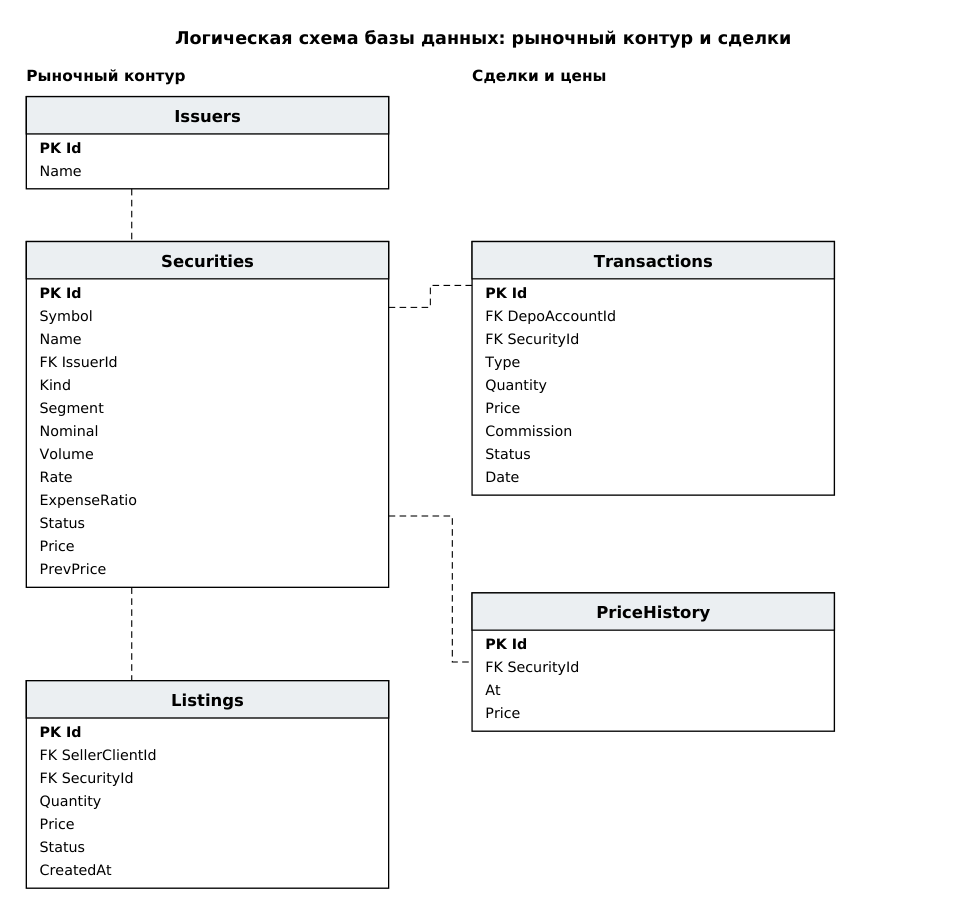 Логическая схема базы данных: рыночный контур и сделки
Рыночный контур
Issuers
PK Id
Name
Securities
PK Id
Symbol
Name
FK IssuerId
Kind
Segment
Nominal
Volume
Rate
ExpenseRatio
Status
Price
PrevPrice
Listings
PK Id
FK SellerClientId
FK SecurityId
Quantity
Price
Status
CreatedAt
Сделки и цены
Transactions
PK Id
FK DepoAccountId
FK SecurityId
Type
Quantity
Price
Commission
Status
Date
PriceHistory
PK Id
FK SecurityId
At
Price